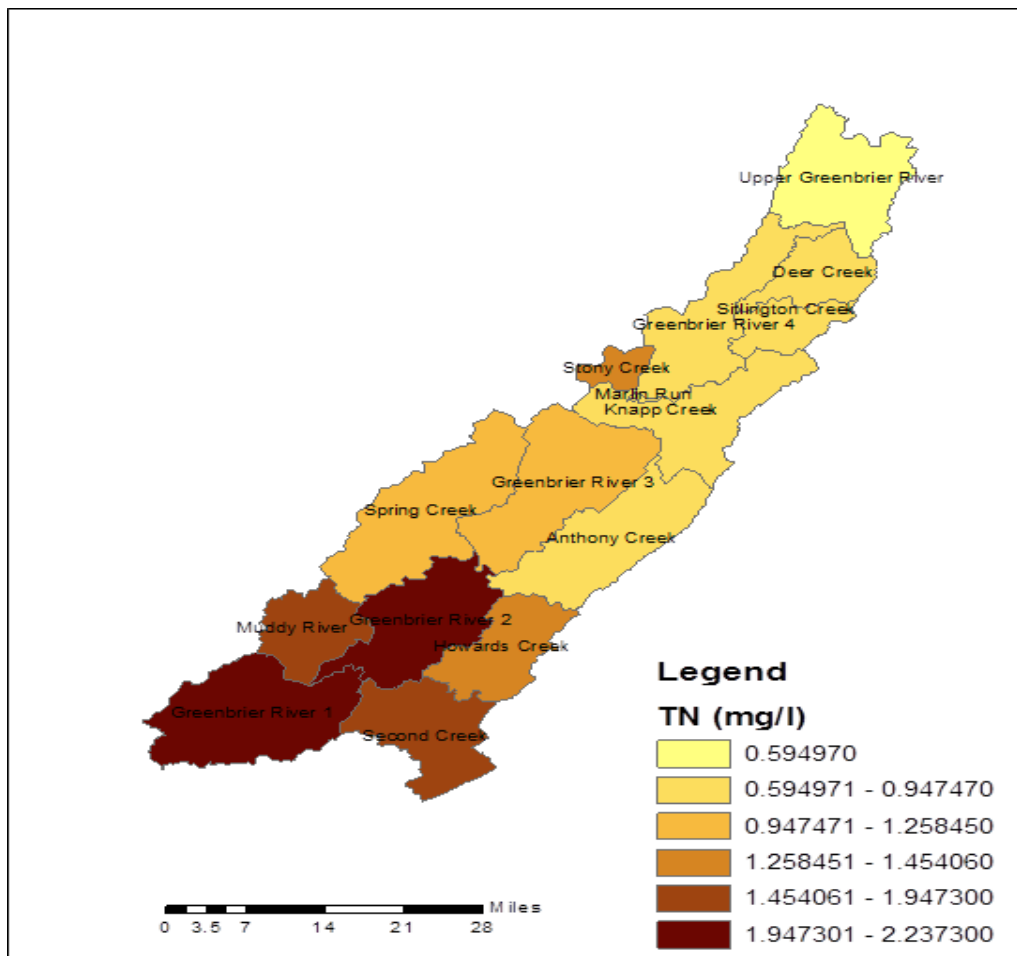 Upper Greenbrier River
Deer Creek
Sitlington Creek
Greenbrier River 4
Stony Creek
Marlin Run
Knapp Creek
Greenbrier River 3
Spring Creek
Anthony Creek
Greenbrier River 2
Muddy River
Howards Creek
Greenbrier River 1
Second Creek
Legend
TN (mg/l)
0.594970
0.594971 - 0.947470
0.947471 - 1.258450
1.258451 - 1.454060
1.454061 - 1.947300
1.947301 - 2.237300
Miles
0 3.5 7 14 21 28